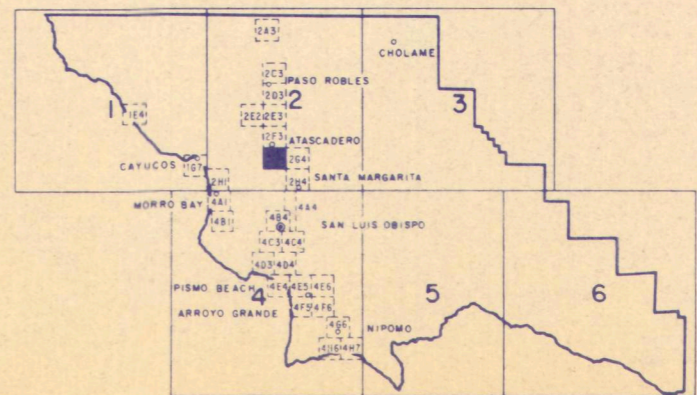 2A3
CHOLAME
2C3
PASO ROBLES
2D3
2
3
1
1E4
2E2 2E3
2F3
ATASCADERO
CAYUCOS
1G7
2G4
2H1
2H4
SANTA MARGARITA
MORRO BAY
4A1
4A4
4B1
4B4
SAN LUIS OBISPO
4C3 4C4
4D3 4D4
PISMO BEACH
4
4E4 4E5 4E6
5
6
ARROYO GRANDE
4F5 4F6
4G6
NIPOMO
4H6 4H7